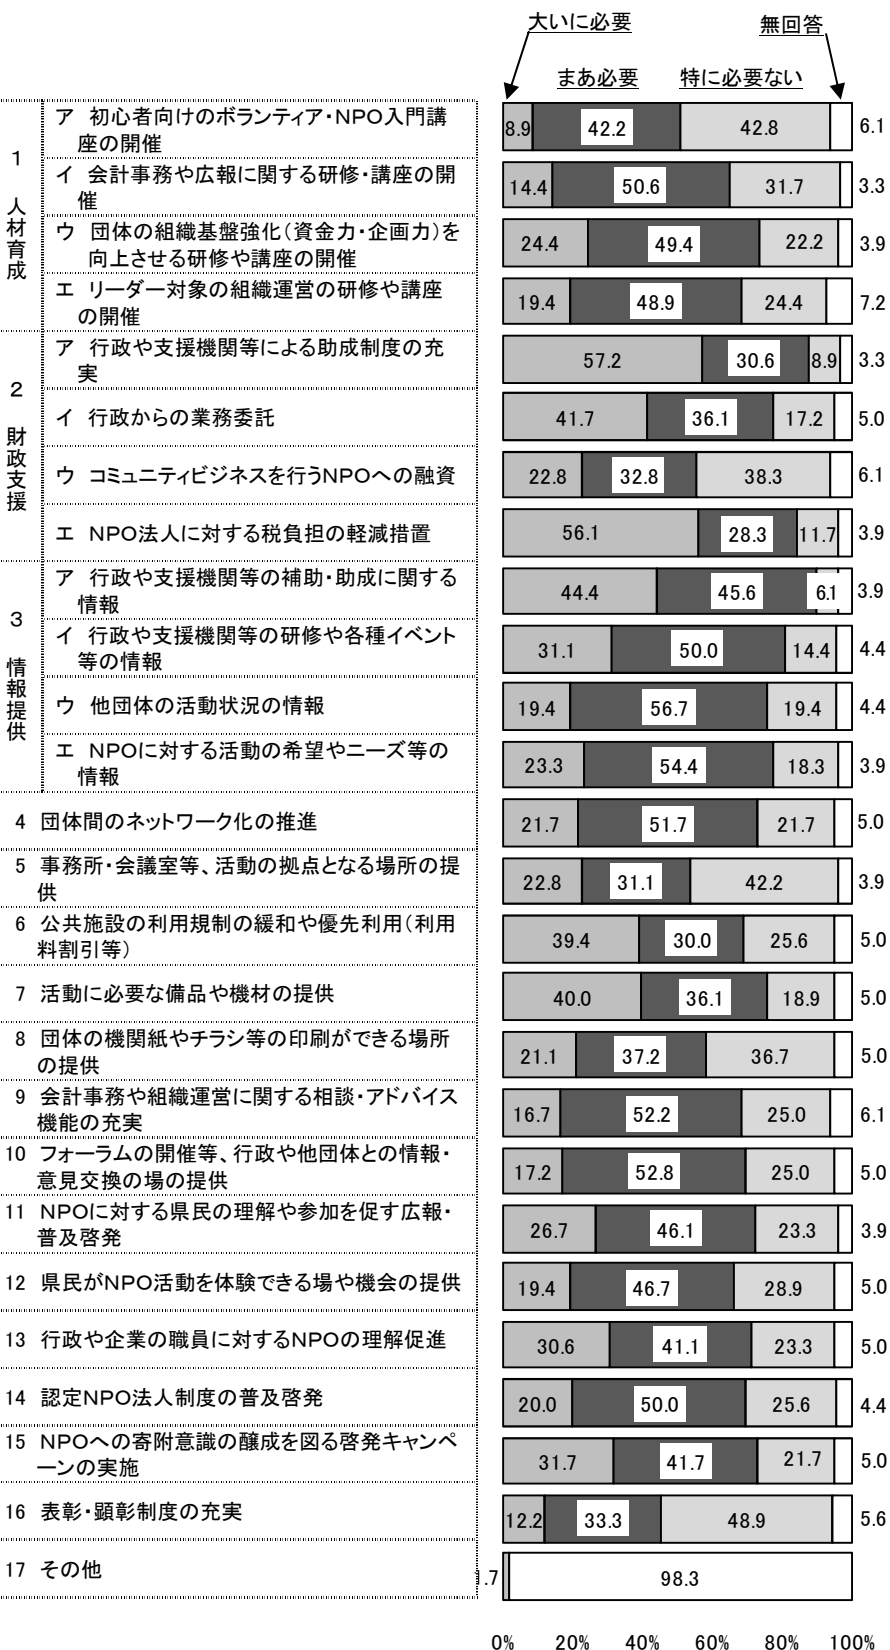 大いに必要
無回答
まあ必要
特に必要ない
1 人材育成
ア 初心者向けのボランティア・NPO入門講
座の開催
8.9 42.2 42.8 6.1
イ 会計事務や広報に関する研修・講座の開
催
14.4 50.6 31.7 3.3
ウ 団体の組織基盤強化(資金力・企画力)を
向上させる研修や講座の開催
24.4 49.4 22.2 3.9
エ リーダー対象の組織運営の研修や講座
の開催
19.4 48.9 24.4 7.2
2 財政支援
ア 行政や支援機関等による助成制度の充
実
57.2 30.6 8.9 3.3
イ 行政からの業務委託
41.7 36.1 17.2 5.0
ウ コミュニティビジネスを行うNPOへの融資
22.8 32.8 38.3 6.1
エ NPO法人に対する税負担の軽減措置
56.1 28.3 11.7 3.9
3 情報提供
ア 行政や支援機関等の補助・助成に関する
情報
44.4 45.6 6.1 3.9
イ 行政や支援機関等の研修や各種イベント
等の情報
31.1 50.0 14.4 4.4
ウ 他団体の活動状況の情報
19.4 56.7 19.4 4.4
エ NPOに対する活動の希望やニーズ等の
情報
23.3 54.4 18.3 3.9
4 団体間のネットワーク化の推進
21.7 51.7 21.7 5.0
5 事務所・会議室等、活動の拠点となる場所の提
供
22.8 31.1 42.2 3.9
6 公共施設の利用規制の緩和や優先利用(利用
料割引等)
39.4 30.0 25.6 5.0
7 活動に必要な備品や機材の提供
40.0 36.1 18.9 5.0
8 団体の機関紙やチラシ等の印刷ができる場所
の提供
21.1 37.2 36.7 5.0
9 会計事務や組織運営に関する相談・アドバイス
機能の充実
16.7 52.2 25.0 6.1
10 フォーラムの開催等、行政や他団体との情報・
意見交換の場の提供
17.2 52.8 25.0 5.0
11 NPOに対する県民の理解や参加を促す広報・
普及啓発
26.7 46.1 23.3 3.9
12 県民がNPO活動を体験できる場や機会の提供
19.4 46.7 28.9 5.0
13 行政や企業の職員に対するNPOの理解促進
30.6 41.1 23.3 5.0
14 認定NPO法人制度の普及啓発
20.0 50.0 25.6 4.4
15 NPOへの寄附意識の醸成を図る啓発キャンペ
ーンの実施
31.7 41.7 21.7 5.0
16 表彰・顕彰制度の充実
12.2 33.3 48.9 5.6
17 その他
.7 98.3
0% 20% 40% 60% 80% 100%